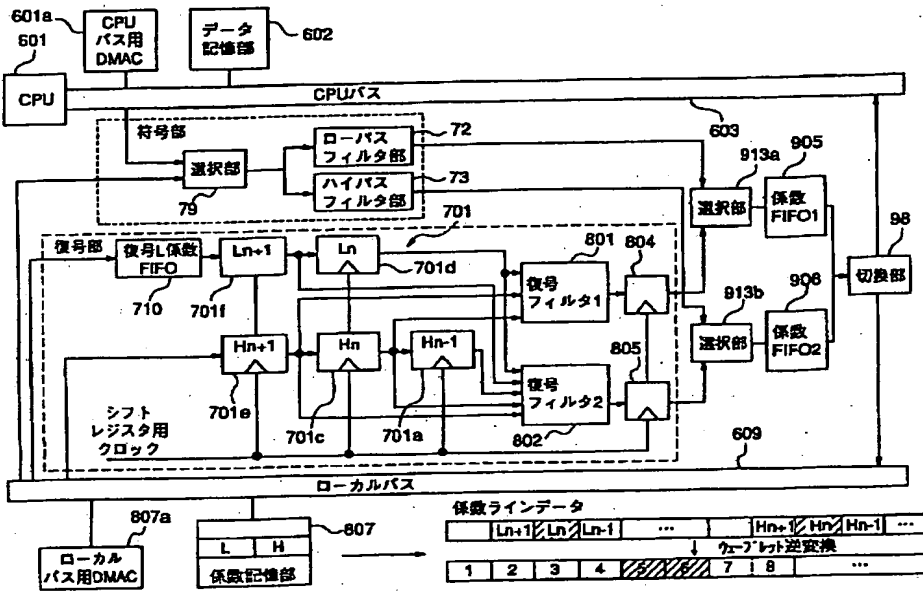 601a
CPU
バス用
DMAC
データ
記憶部
602
601
CPU
CPUバス
603
符号部
選択部
79
ローパス
フィルタ部
72
ハイパス
フィルタ部
73
913a
選択部
905
係数
FIFO1
98
切換部
913b
選択部
906
係数
FIFO2
復号部
復号L係数
FIFO
710
Ln+1
701f
Ln
701d
701
801
復号
フィルタ1
804
Hn+1
701e
Hn
701c
Hn-1
701a
復号
フィルタ2
802
805
シフト
レジスタ用
クロック
609
ローカルバス
807a
ローカル
バス用DMAC
807
L H
係数記憶部
係数ラインデータ
Ln+1 Ln Ln-1 … Hn+1 Hn Hn-1 …
ウェーブレット逆変換
1 2 3 4 5 6 7 8 …